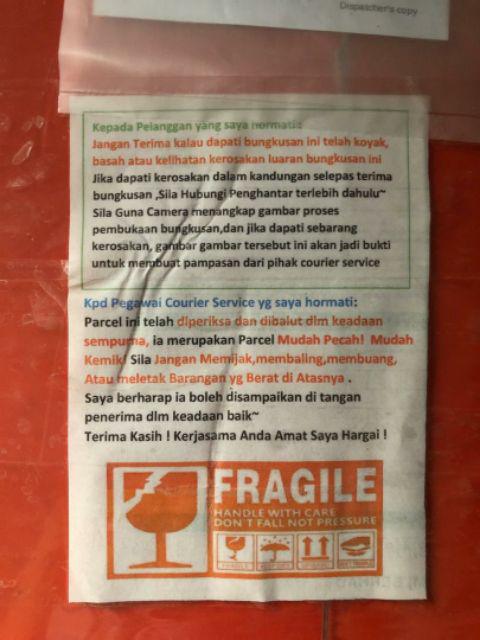 Dispatcher's copy
Kepada Pelanggan yang saya hormati:
Jangan Terima kalau dapati bungkusan ini telah koyak,
basah atau kelihatan kerosakan luaran bungkusan ini
Jika dapati kerosakan dalam kandungan selepas terima
bungkusan ,Sila Hubungi Penghantar terlebih dahulu~
Sila Guna Camera menangkap gambar proses
pembukaan bungkusan,dan jika dapati sebarang
kerosakan, gambar gambar tersebut ini akan jadi bukti
untuk membuat pampasan dari pihak courier service
Kpd Pegawai Courier Service yg saya hormati:
Parcel ini telah diperiksa dan dibalut dlm keadaan
sempurna, ia merupakan Parcel Mudah Pecah! Mudah
Kemik! Sila Jangan Memijak,membaling,membuang,
Atau meletak Barangan yg Berat di Atasnya .
Saya berharap ia boleh disampaikan di tangan
penerima dlm keadaan baik~
Terima Kasih ! Kerjasama Anda Amat Saya Hargai !
FRAGILE
HANDLE WITH CARE
DON T FALL NOT PRESSURE